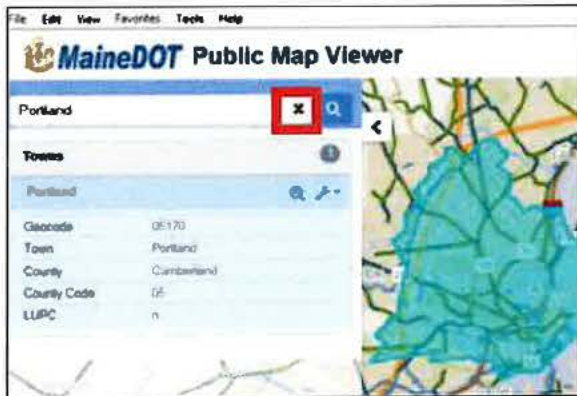 File Edit View Favorites Tools Help
MaineDOT Public Map Viewer
Portland
Towns 1
Portland
Geocode 05170
Town Portland
County Cumberland
County Code 05
LUPC n